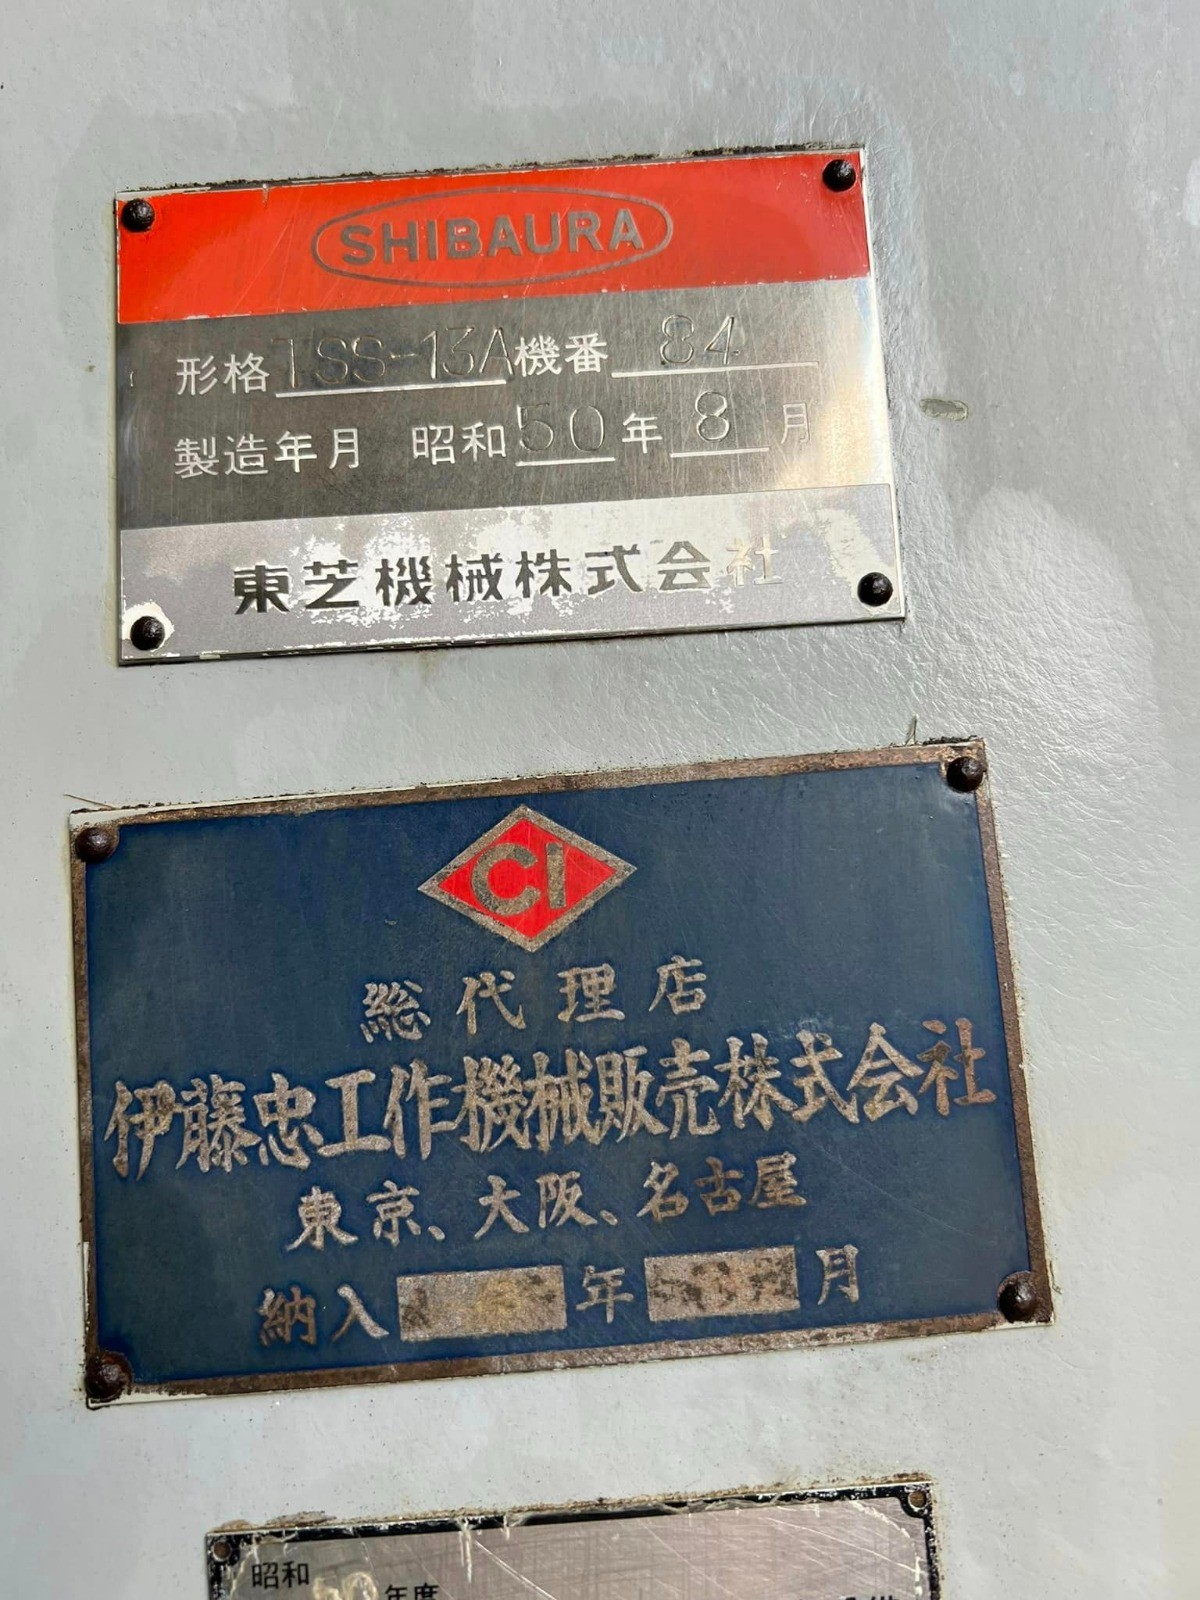 SHIBAURA
形格 TSS-13A 機番 84
製造年月 昭和 50 年 8 月
東芝機械株式会社
CI
総代理店
伊藤忠工作機械販売株式会社
東京、大阪、名古屋
納入 年 月
昭和 50 年度